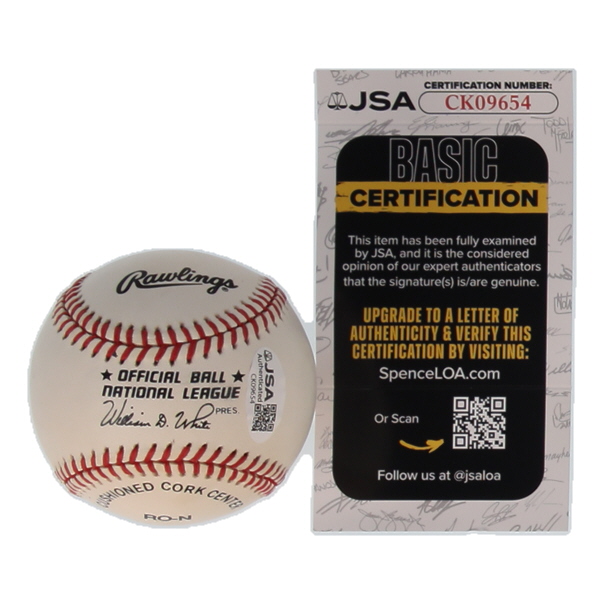 Rawlings
★ OFFICIAL BALL ★
NATIONAL LEAGUE
William D. White PRES.
JSA
Authenticated
CK09654
CUSHIONED CORK CENTER
RO-N
JSA
CERTIFICATION NUMBER:
CK09654
BASIC
CERTIFICATION
This item has been fully examined
by JSA, and it is the considered
opinion of our expert authenticators
that the signature(s) is/are genuine.
UPGRADE TO A LETTER OF
AUTHENTICITY & VERIFY THIS
CERTIFICATION BY VISITING:
SpenceLOA.com
Or Scan
Follow us at @jsaloa